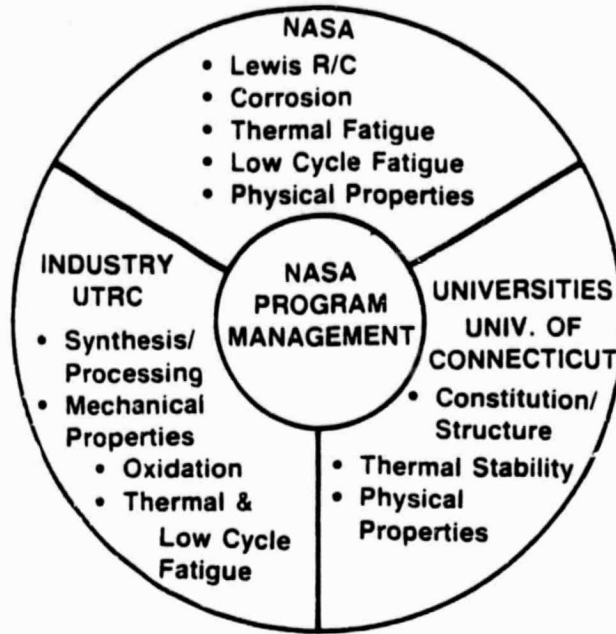 NASA
• Lewis R/C
• Corrosion
• Thermal Fatigue
• Low Cycle Fatigue
• Physical Properties
NASA
PROGRAM
MANAGEMENT
INDUSTRY
UTRC
• Synthesis/
Processing
• Mechanical
Properties
• Oxidation
• Thermal &
Low Cycle
Fatigue
UNIVERSITIES
UNIV. OF
CONNECTICUT
• Constitution/
Structure
• Thermal Stability
• Physical
Properties